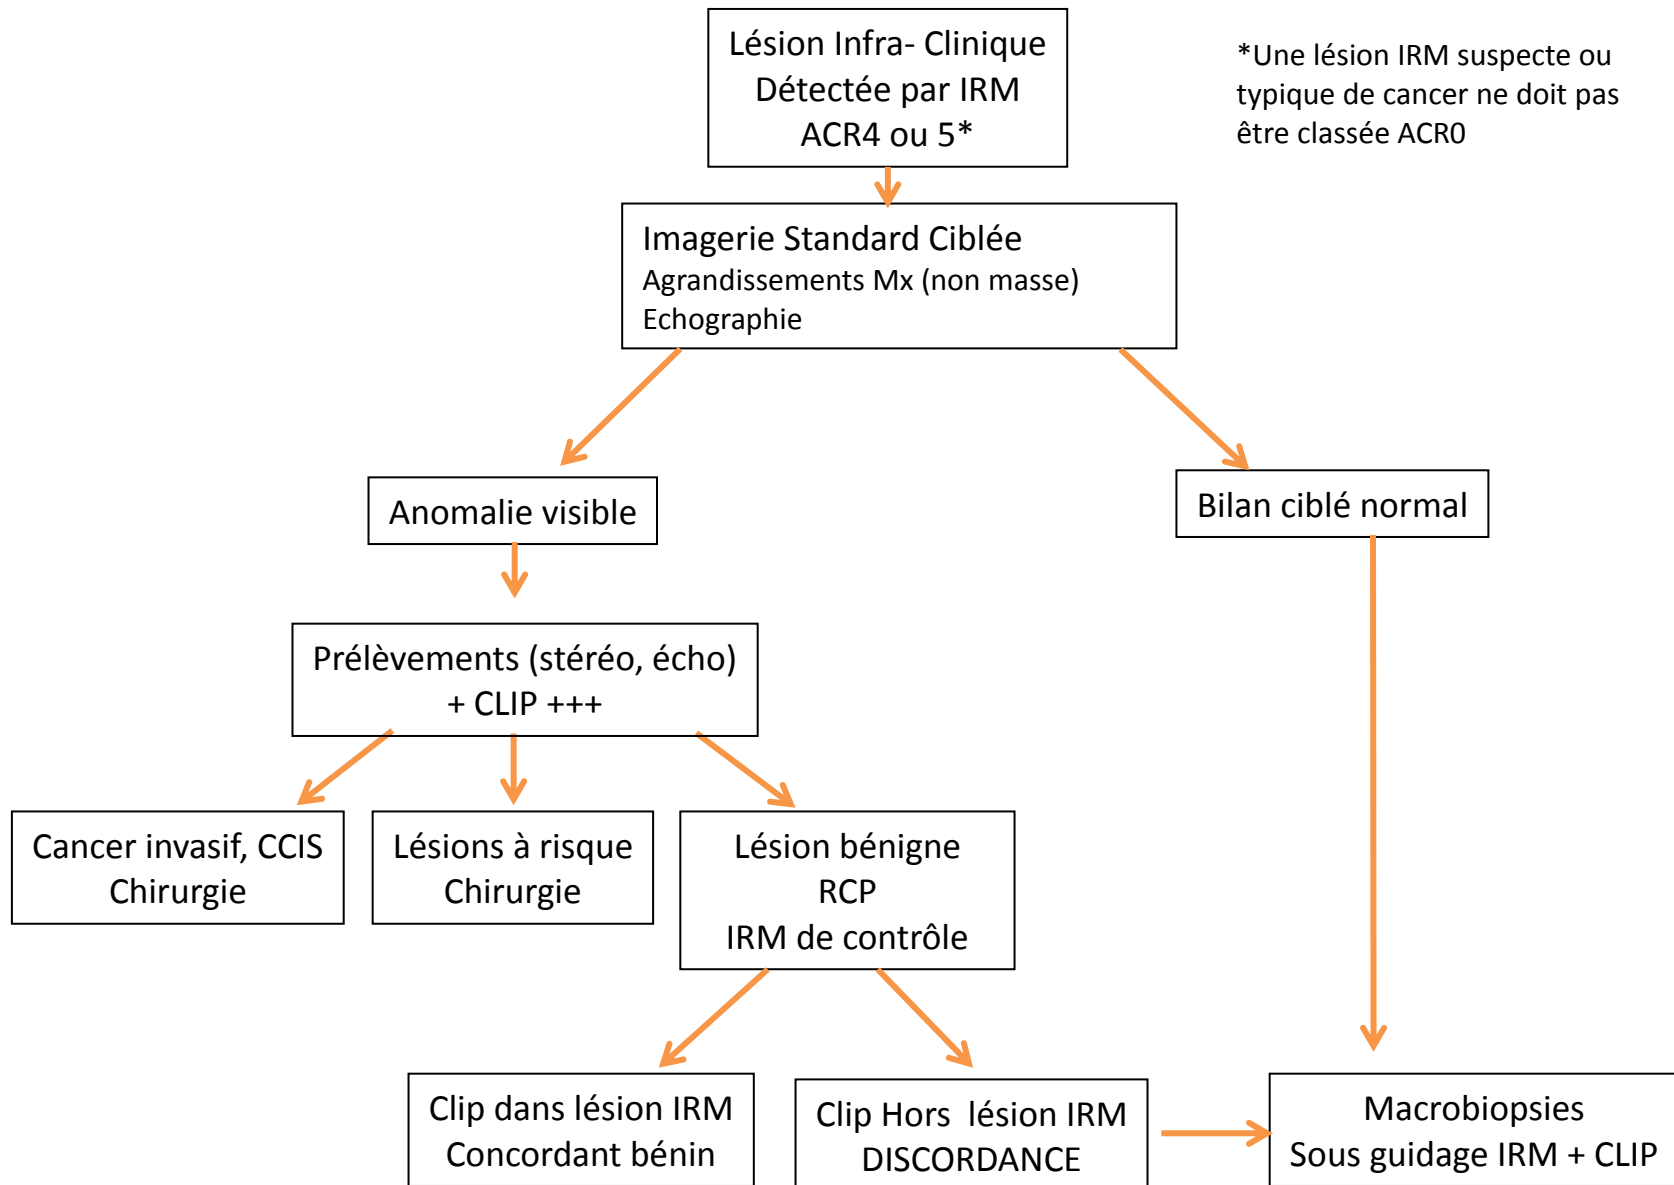 Lésion Infra- Clinique
Détectée par IRM
ACR4 ou 5*
*Une lésion IRM suspecte ou
typique de cancer ne doit pas
être classée ACR0
Imagerie Standard Ciblée
Agrandissements Mx (non masse)
Echographie
Anomalie visible
Bilan ciblé normal
Prélèvements (stéréo, écho)
+ CLIP +++
Cancer invasif, CCIS
Chirurgie
Lésions à risque
Chirurgie
Lésion bénigne
RCP
IRM de contrôle
Clip dans lésion IRM
Concordant bénin
Clip Hors  lésion IRM
DISCORDANCE
Macrobiopsies
Sous guidage IRM + CLIP